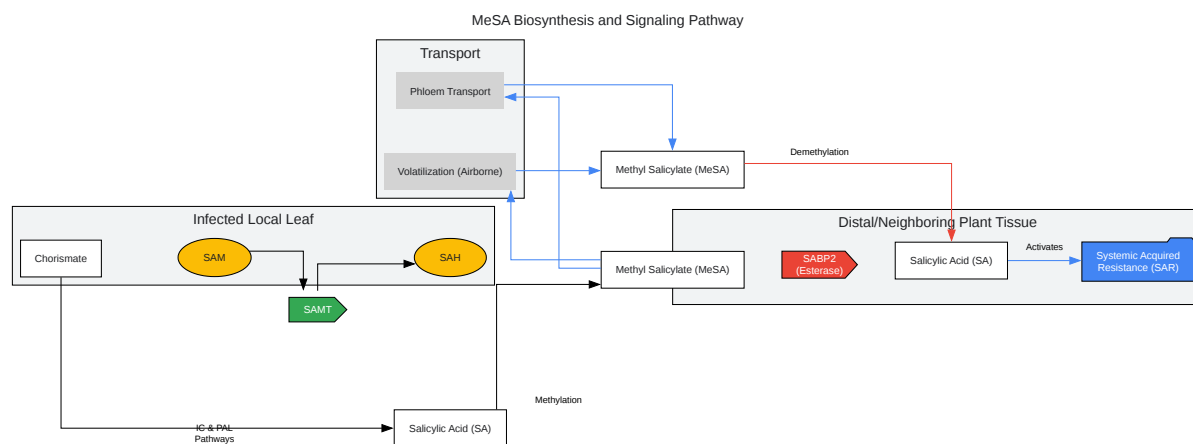 MeSA Biosynthesis and Signaling Pathway
Transport
Phloem Transport
Volatilization (Airborne)
Methyl Salicylate (MeSA)
Demethylation
Infected Local Leaf
Chorismate
SAM
SAH
SAMT
Methyl Salicylate (MeSA)
Distal/Neighboring Plant Tissue
SABP2
(Esterase)
Salicylic Acid (SA)
Activates
Systemic Acquired
Resistance (SAR)
Methylation
IC & PAL
Pathways
Salicylic Acid (SA)